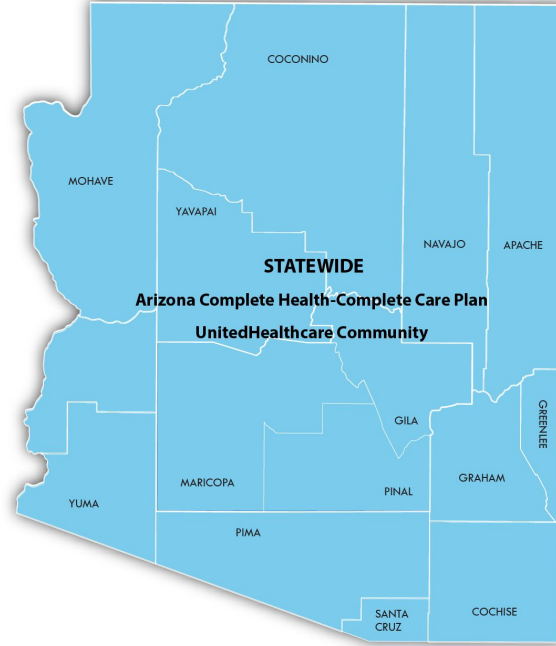 COCONINO
MOHAVE
YAVAPAI
NAVAJO
APACHE
STATEWIDE
Arizona Complete Health-Complete Care Plan
UnitedHealthcare Community
GILA
GREENLEE
MARICOPA
PINAL
GRAHAM
YUMA
PIMA
SANTA
CRUZ
COCHISE